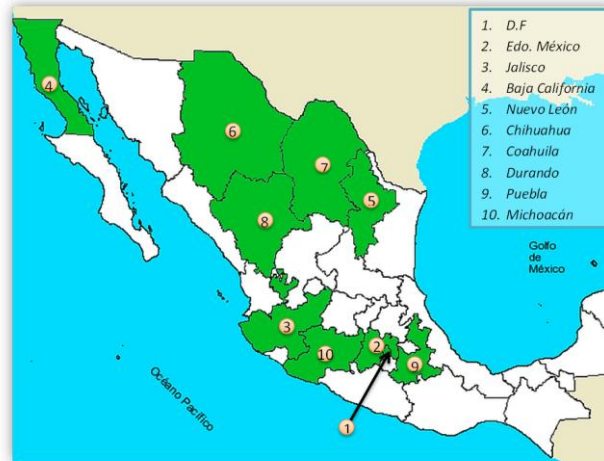 1. D.F
2. Edo. México
3. Jalisco
4. Baja California
5. Nuevo León
6. Chihuahua
7. Coahuila
8. Durando
9. Puebla
10. Michoacán
4
6
7
5
8
Golfo
de
México
3
10
2
9
Océano Pacífico
1